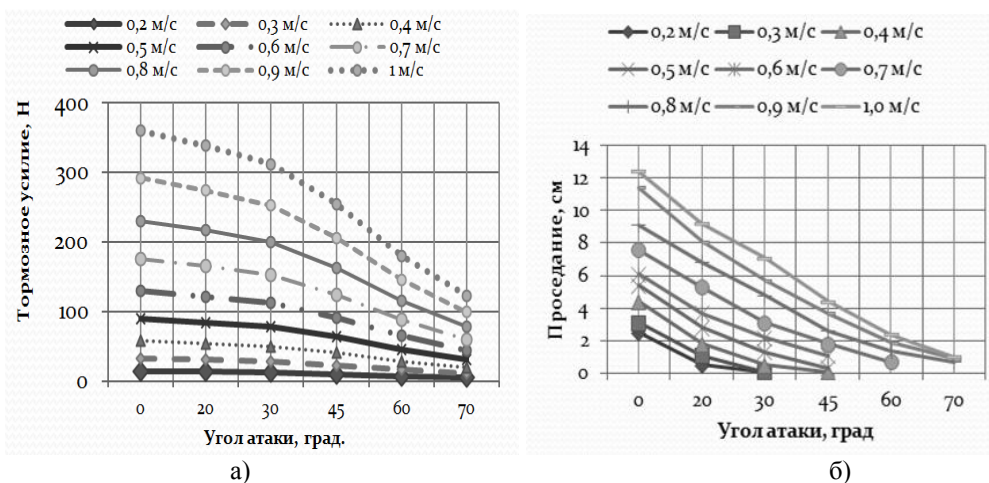 0,2 м/с 0,3 м/с 0,4 м/с
0,5 м/с 0,6 м/с 0,7 м/с
0,8 м/с 0,9 м/с 1 м/с
Тормозное усилие, Н
400
300
200
100
0
0 20 30 45 60 70
Угол атаки, град.
а)
0,2 м/с 0,3 м/с 0,4 м/с
0,5 м/с 0,6 м/с 0,7 м/с
0,8 м/с 0,9 м/с 1,0 м/с
Проседание, см
14
12
10
8
6
4
2
0
0 20 30 45 60 70
Угол атаки, град
б)